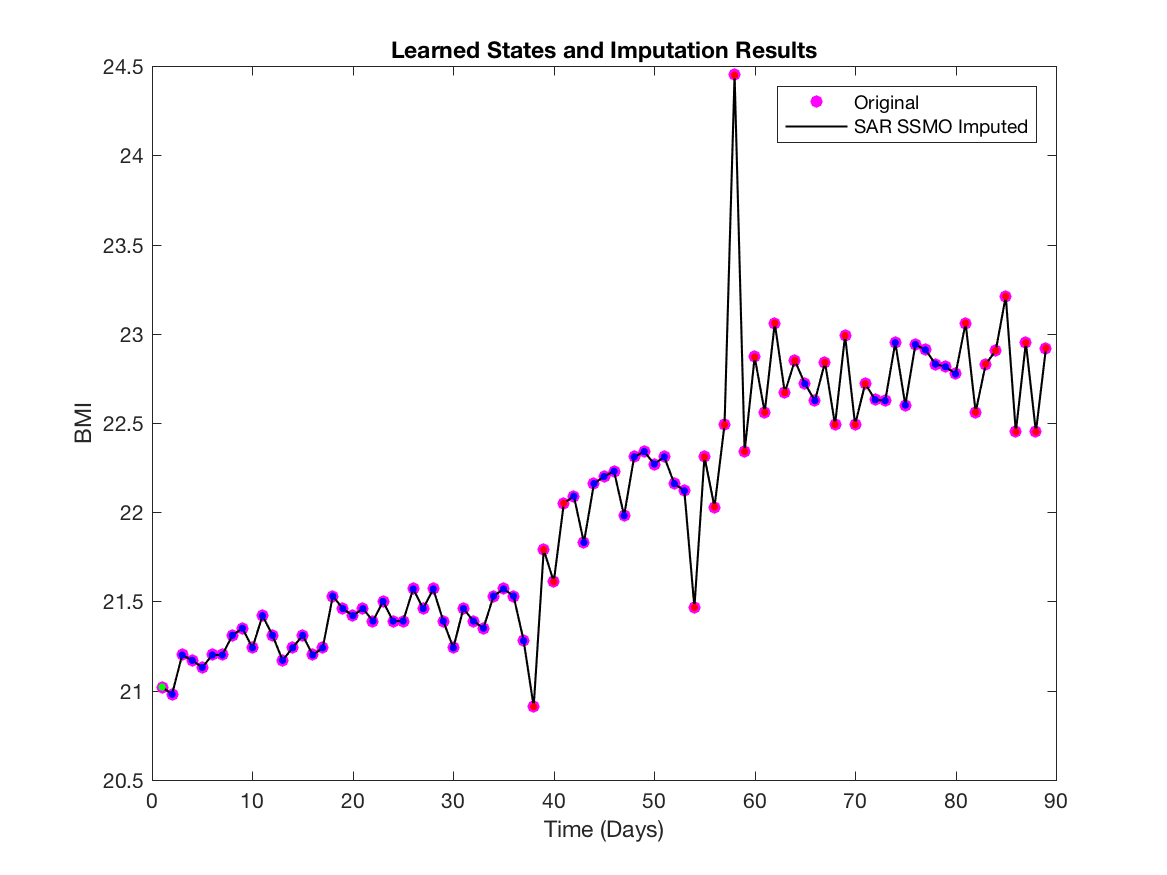 Learned States and Imputation Results
24.5
24
23.5
23
22.5
22
21.5
21
20.5
BMI
Original
SAR SSMO Imputed
0 10 20 30 40 50 60 70 80 90
Time (Days)